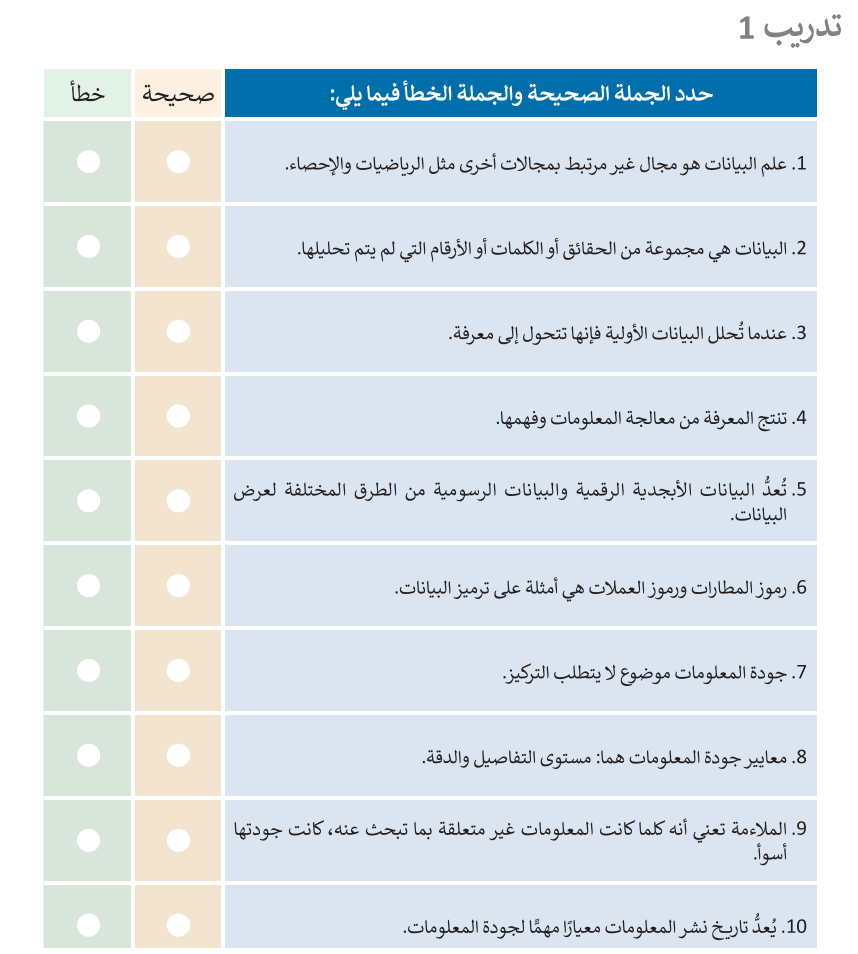 تدريب 1
حدد الجملة الصحيحة والجملة الخطأ فيما يلي:
صحيحة
خطأ
1. علم البيانات هو مجال غير مرتبط بمجالات أخرى مثل الرياضيات والإحصاء.
2. البيانات هي مجموعة من الحقائق أو الكلمات أو الأرقام التي لم يتم تحليلها.
3. عندما تُحلل البيانات الأولية فإنها تتحول إلى معرفة.
4. تنتج المعرفة من معالجة المعلومات وفهمها.
5. تُعدُّ البيانات الأبجدية الرقمية والبيانات الرسومية من الطرق المختلفة لعرض
البيانات.
6. رموز المطارات ورموز العملات هي أمثلة على ترميز البيانات.
7. جودة المعلومات موضوع لا يتطلب التركيز.
8. معايير جودة المعلومات هما: مستوى التفاصيل والدقة.
9. الملاءمة تعني أنه كلما كانت المعلومات غير متعلقة بما تبحث عنه، كانت جودتها
أسوأ.
10. يُعدُّ تاريخ نشر المعلومات معيارًا مهمًّا لجودة المعلومات.